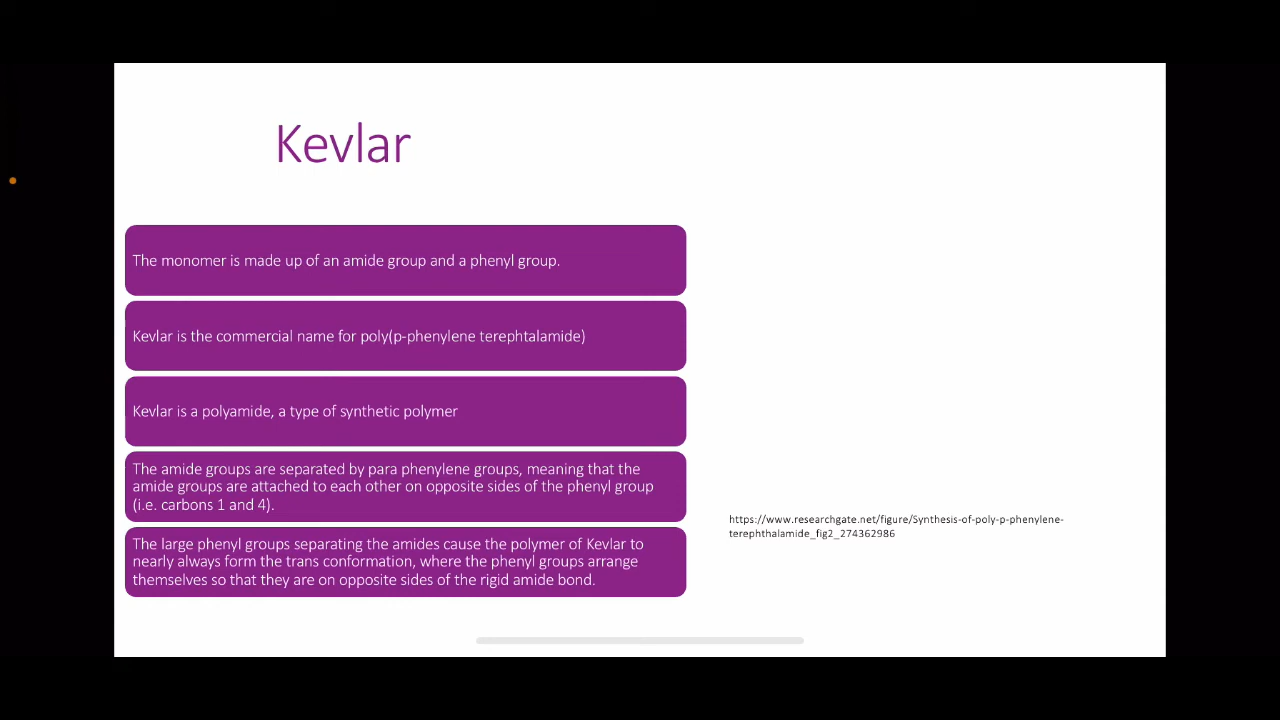 Kevlar
The monomer is made up of an amide group and a phenyl group.
Kevlar is the commercial name for poly(p-phenylene terephtalamide)
Kevlar is a polyamide, a type of synthetic polymer
The amide groups are separated by para phenylene groups, meaning that the
amide groups are attached to each other on opposite sides of the phenyl group
(i.e. carbons 1 and 4).
The large phenyl groups separating the amides cause the polymer of Kevlar to
nearly always form the trans conformation, where the phenyl groups arrange
themselves so that they are on opposite sides of the rigid amide bond.
https://www.researchgate.net/figure/Synthesis-of-poly-p-phenylene-
terephthalamide_fig2_274362986